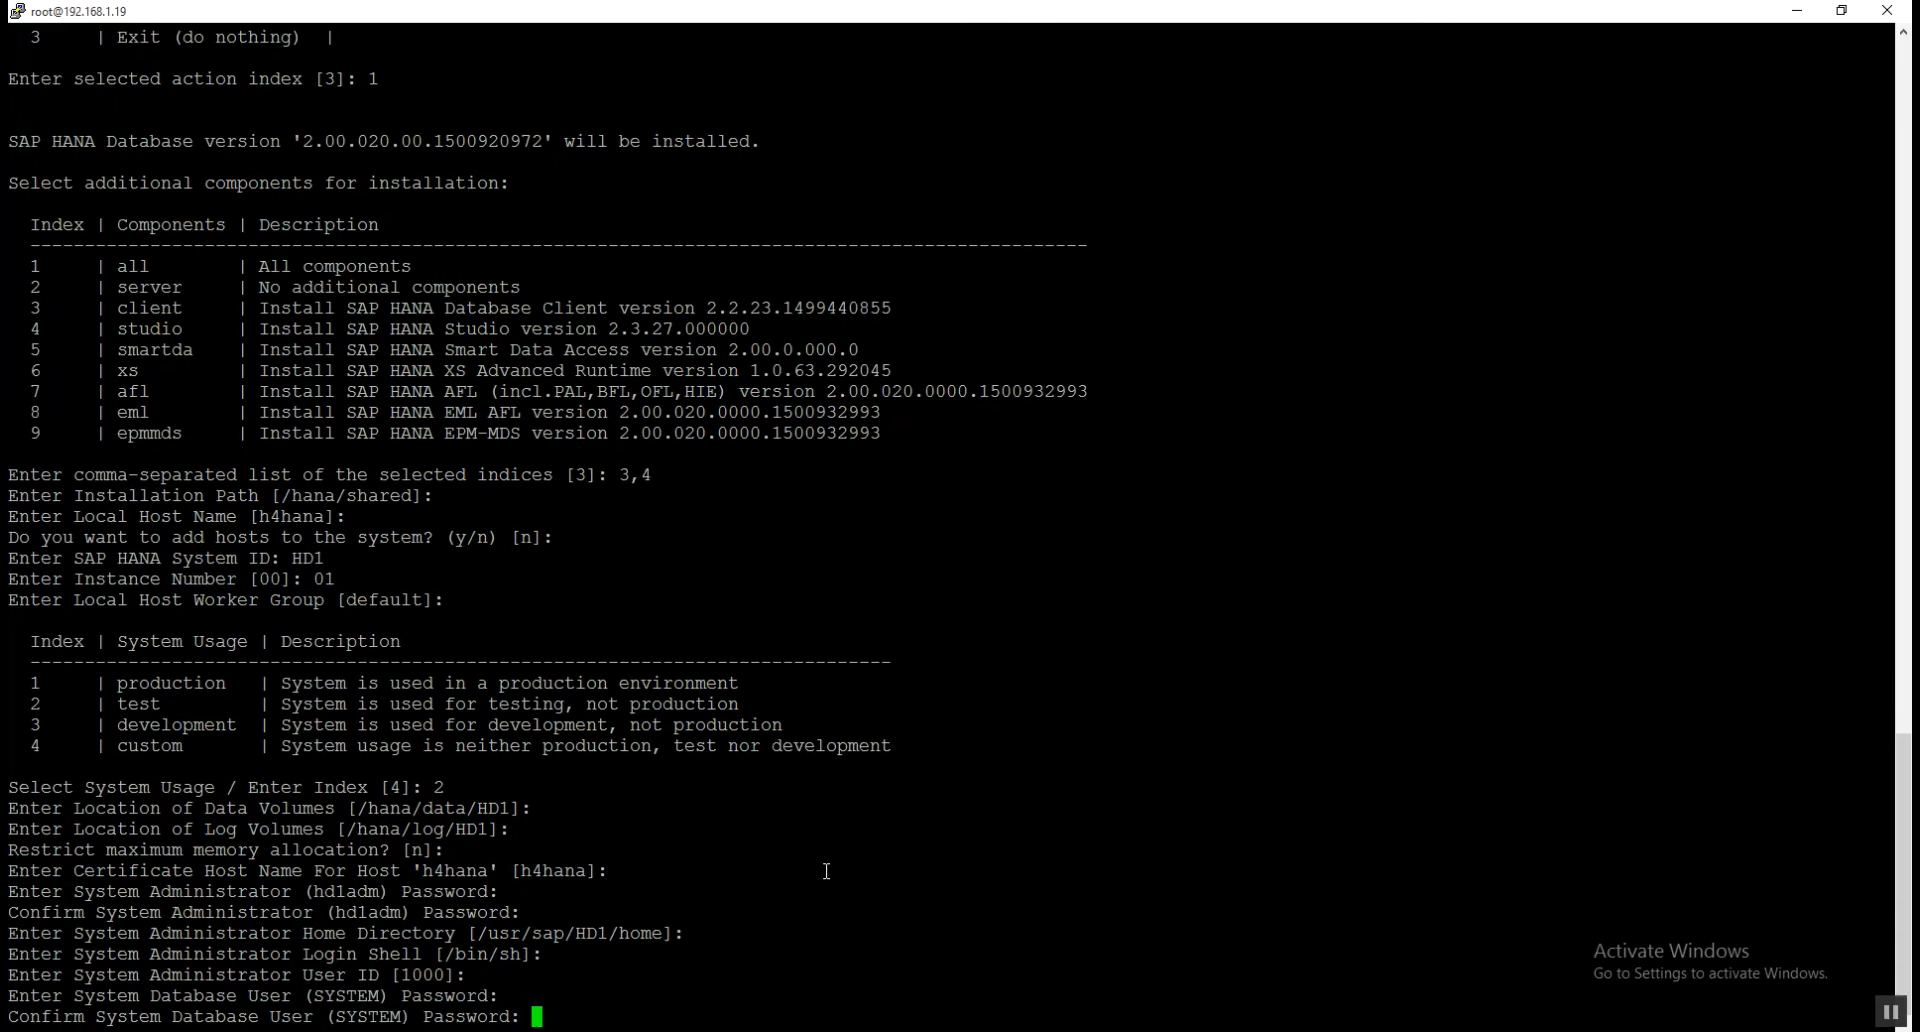 root@192.168.1.19
3 | Exit (do nothing) |
Enter selected action index [3]: 1
SAP HANA Database version '2.00.020.00.1500920972' will be installed.
Select additional components for installation:
Index | Components | Description
------------------------------------------------------------------------------------------------
1 | all | All components
2 | server | No additional components
3 | client | Install SAP HANA Database Client version 2.2.23.1499440855
4 | studio | Install SAP HANA Studio version 2.3.27.000000
5 | smartda | Install SAP HANA Smart Data Access version 2.00.0.000.0
6 | xs | Install SAP HANA XS Advanced Runtime version 1.0.63.292045
7 | afl | Install SAP HANA AFL (incl.PAL,BFL,OFL,HIE) version 2.00.020.0000.1500932993
8 | eml | Install SAP HANA EML AFL version 2.00.020.0000.1500932993
9 | epmmds | Install SAP HANA EPM-MDS version 2.00.020.0000.1500932993
Enter comma-separated list of the selected indices [3]: 3,4
Enter Installation Path [/hana/shared]:
Enter Local Host Name [h4hana]:
Do you want to add hosts to the system? (y/n) [n]:
Enter SAP HANA System ID: HD1
Enter Instance Number [00]: 01
Enter Local Host Worker Group [default]:
Index | System Usage | Description
-------------------------------------------------------------------------------
1 | production | System is used in a production environment
2 | test | System is used for testing, not production
3 | development | System is used for development, not production
4 | custom | System usage is neither production, test nor development
Select System Usage / Enter Index [4]: 2
Enter Location of Data Volumes [/hana/data/HD1]:
Enter Location of Log Volumes [/hana/log/HD1]:
Restrict maximum memory allocation? [n]:
Enter Certificate Host Name For Host 'h4hana' [h4hana]:
Enter System Administrator (hd1adm) Password:
Confirm System Administrator (hd1adm) Password:
Enter System Administrator Home Directory [/usr/sap/HD1/home]:
Enter System Administrator Login Shell [/bin/sh]:
Enter System Administrator User ID [1000]:
Enter System Database User (SYSTEM) Password:
Confirm System Database User (SYSTEM) Password:
Activate Windows
Go to Settings to activate Windows.